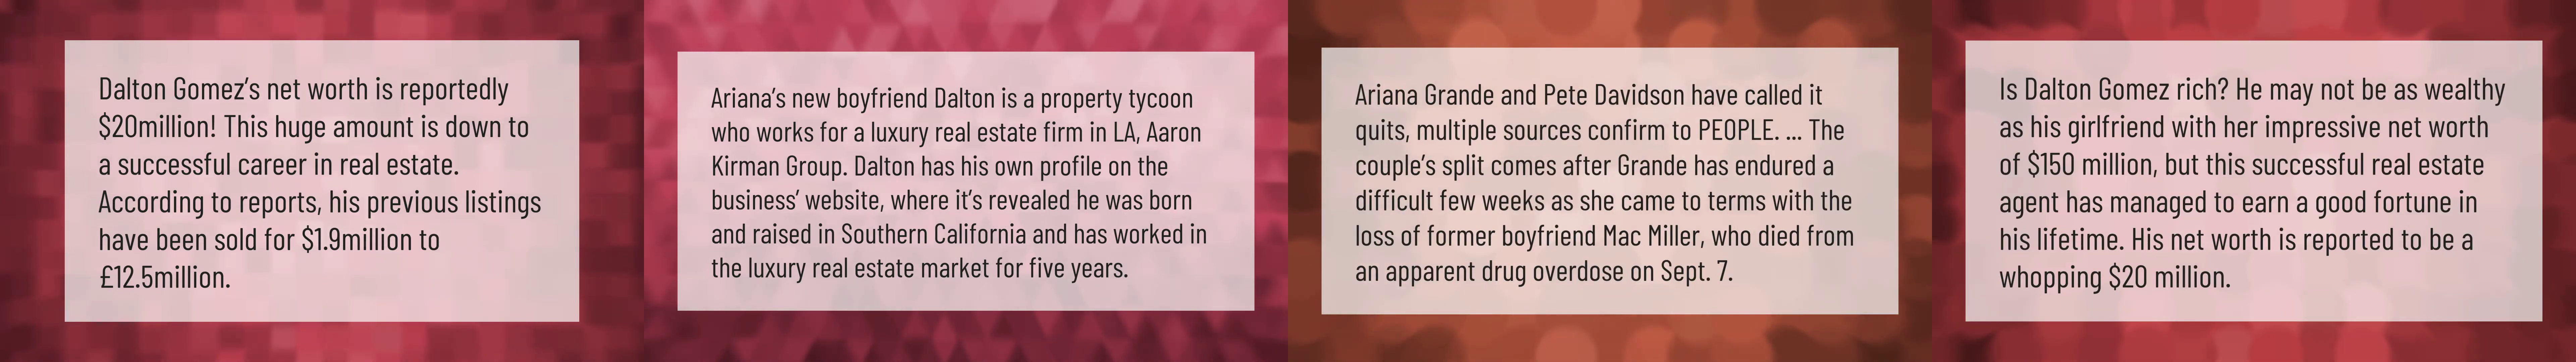 Dalton Gomez's net worth is reportedly
$20million! This huge amount is down to
a successful career in real estate.
According to reports, his previous listings
have been sold for $1.9million to
£12.5million.
Ariana's new boyfriend Dalton is a property tycoon
who works for a luxury real estate firm in LA, Aaron
Kirman Group. Dalton has his own profile on the
business' website, where it's revealed he was born
and raised in Southern California and has worked in
the luxury real estate market for five years.
Ariana Grande and Pete Davidson have called it
quits, multiple sources confirm to PEOPLE. ... The
couple's split comes after Grande has endured a
difficult few weeks as she came to terms with the
loss of former boyfriend Mac Miller, who died from
an apparent drug overdose on Sept. 7.
Is Dalton Gomez rich? He may not be as wealthy
as his girlfriend with her impressive net worth
of $150 million, but this successful real estate
agent has managed to earn a good fortune in
his lifetime. His net worth is reported to be a
whopping $20 million.